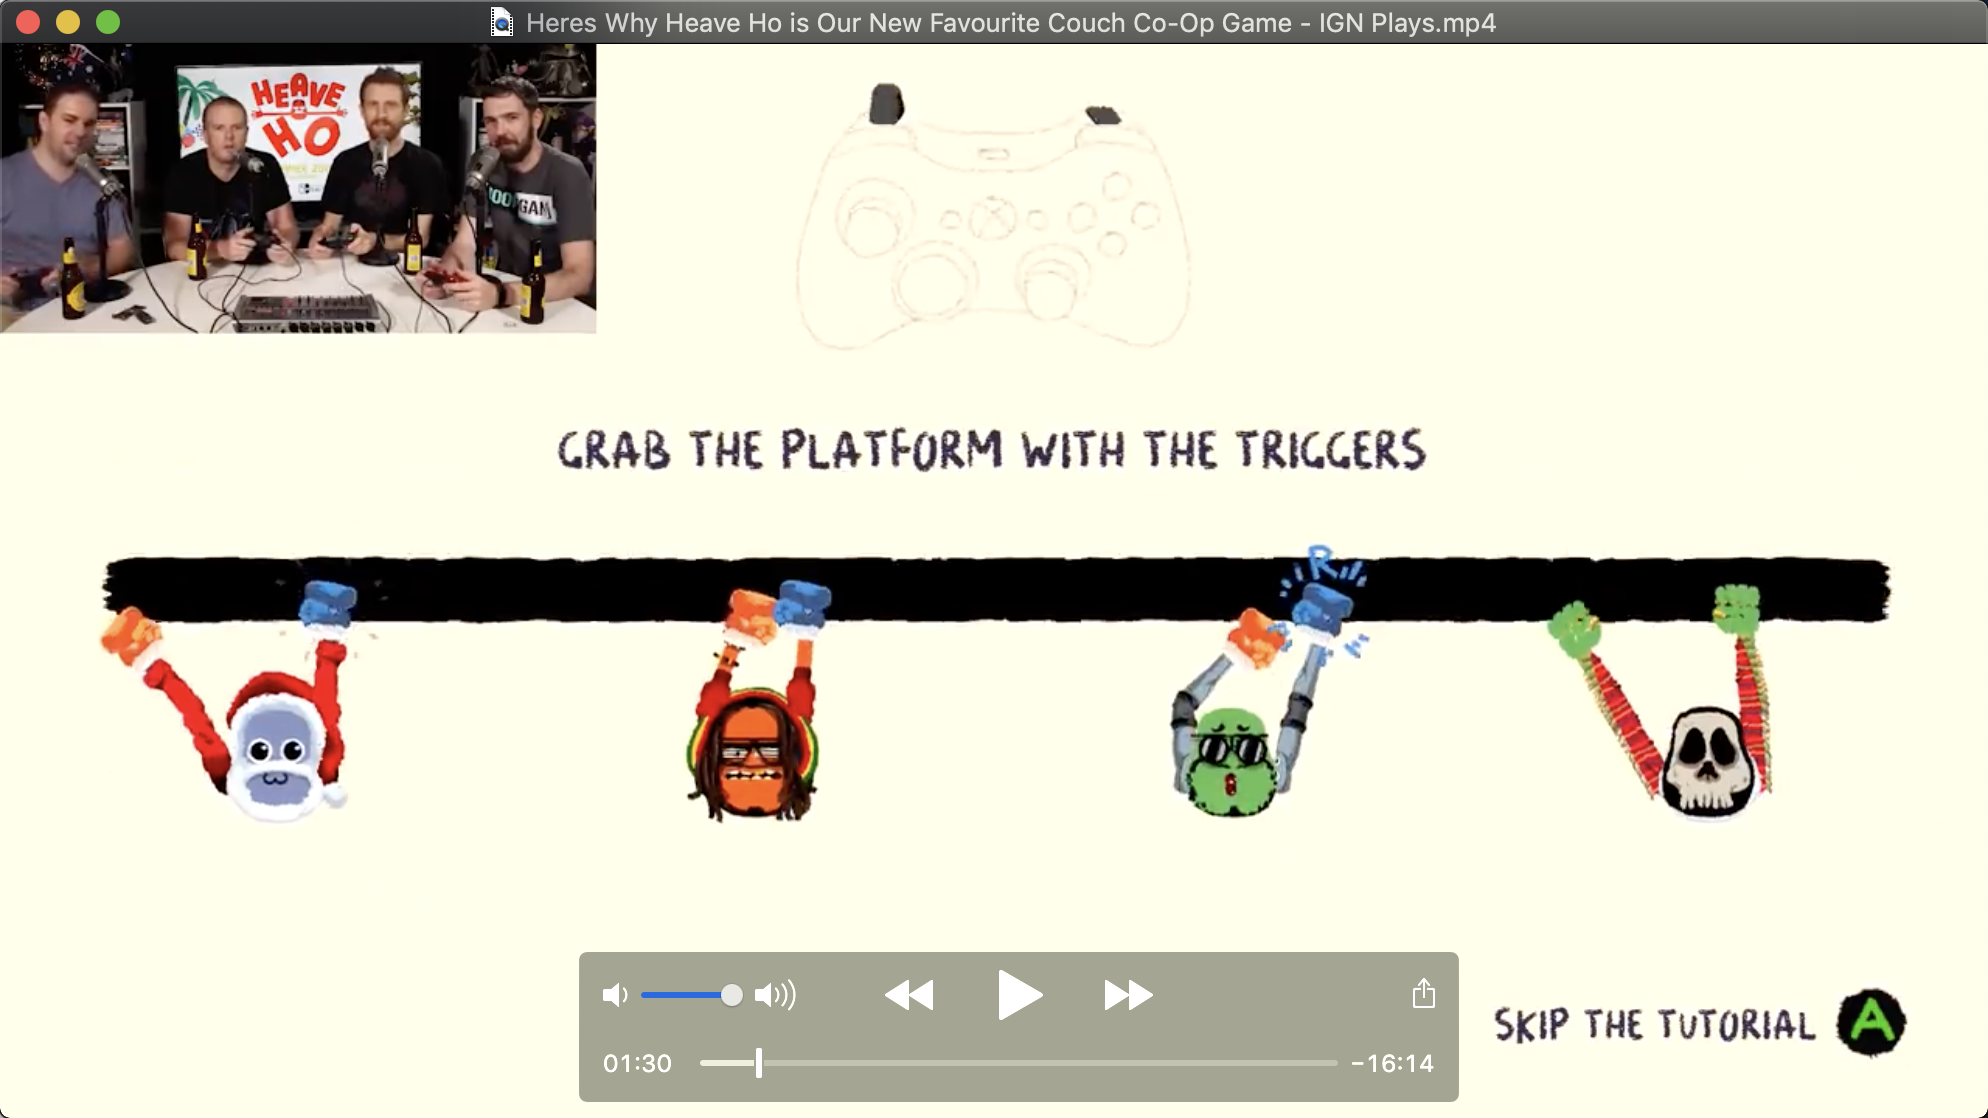 Heres Why Heave Ho is Our New Favourite Couch Co-Op Game - IGN Plays.mp4
HEAVE
HO
GRAB THE PLATFORM WITH THE TRIGGERS
R
SKIP THE TUTORIAL A
01:30
-16:14